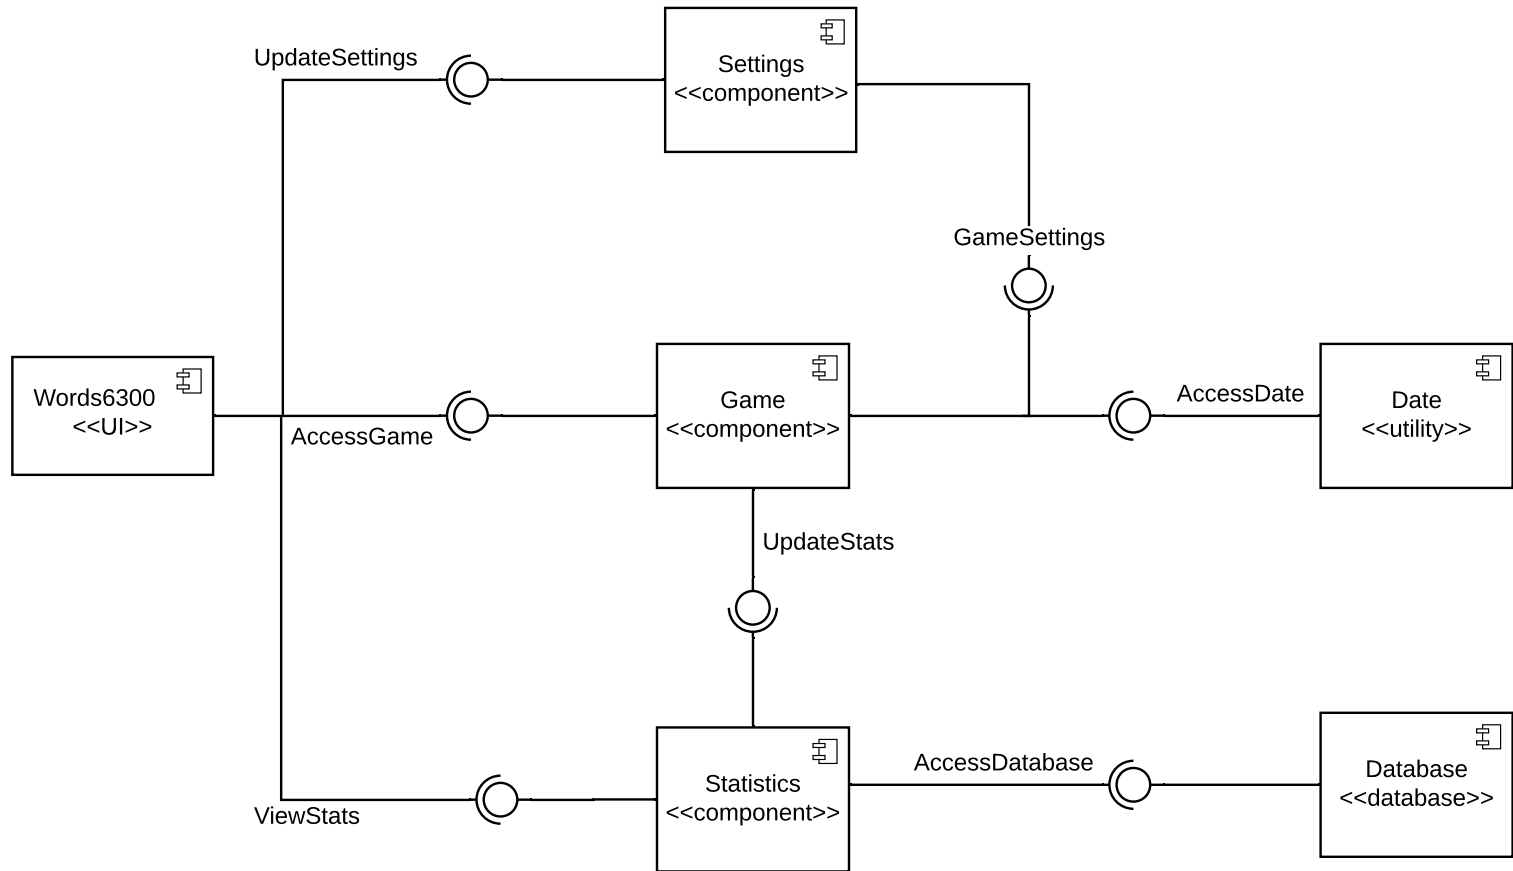 UpdateSettings
Settings
<<component>>
GameSettings
Words6300
<<UI>>
AccessGame
Game
<<component>>
AccessDate
Date
<<utility>>
UpdateStats
ViewStats
Statistics
<<component>>
AccessDatabase
Database
<<database>>